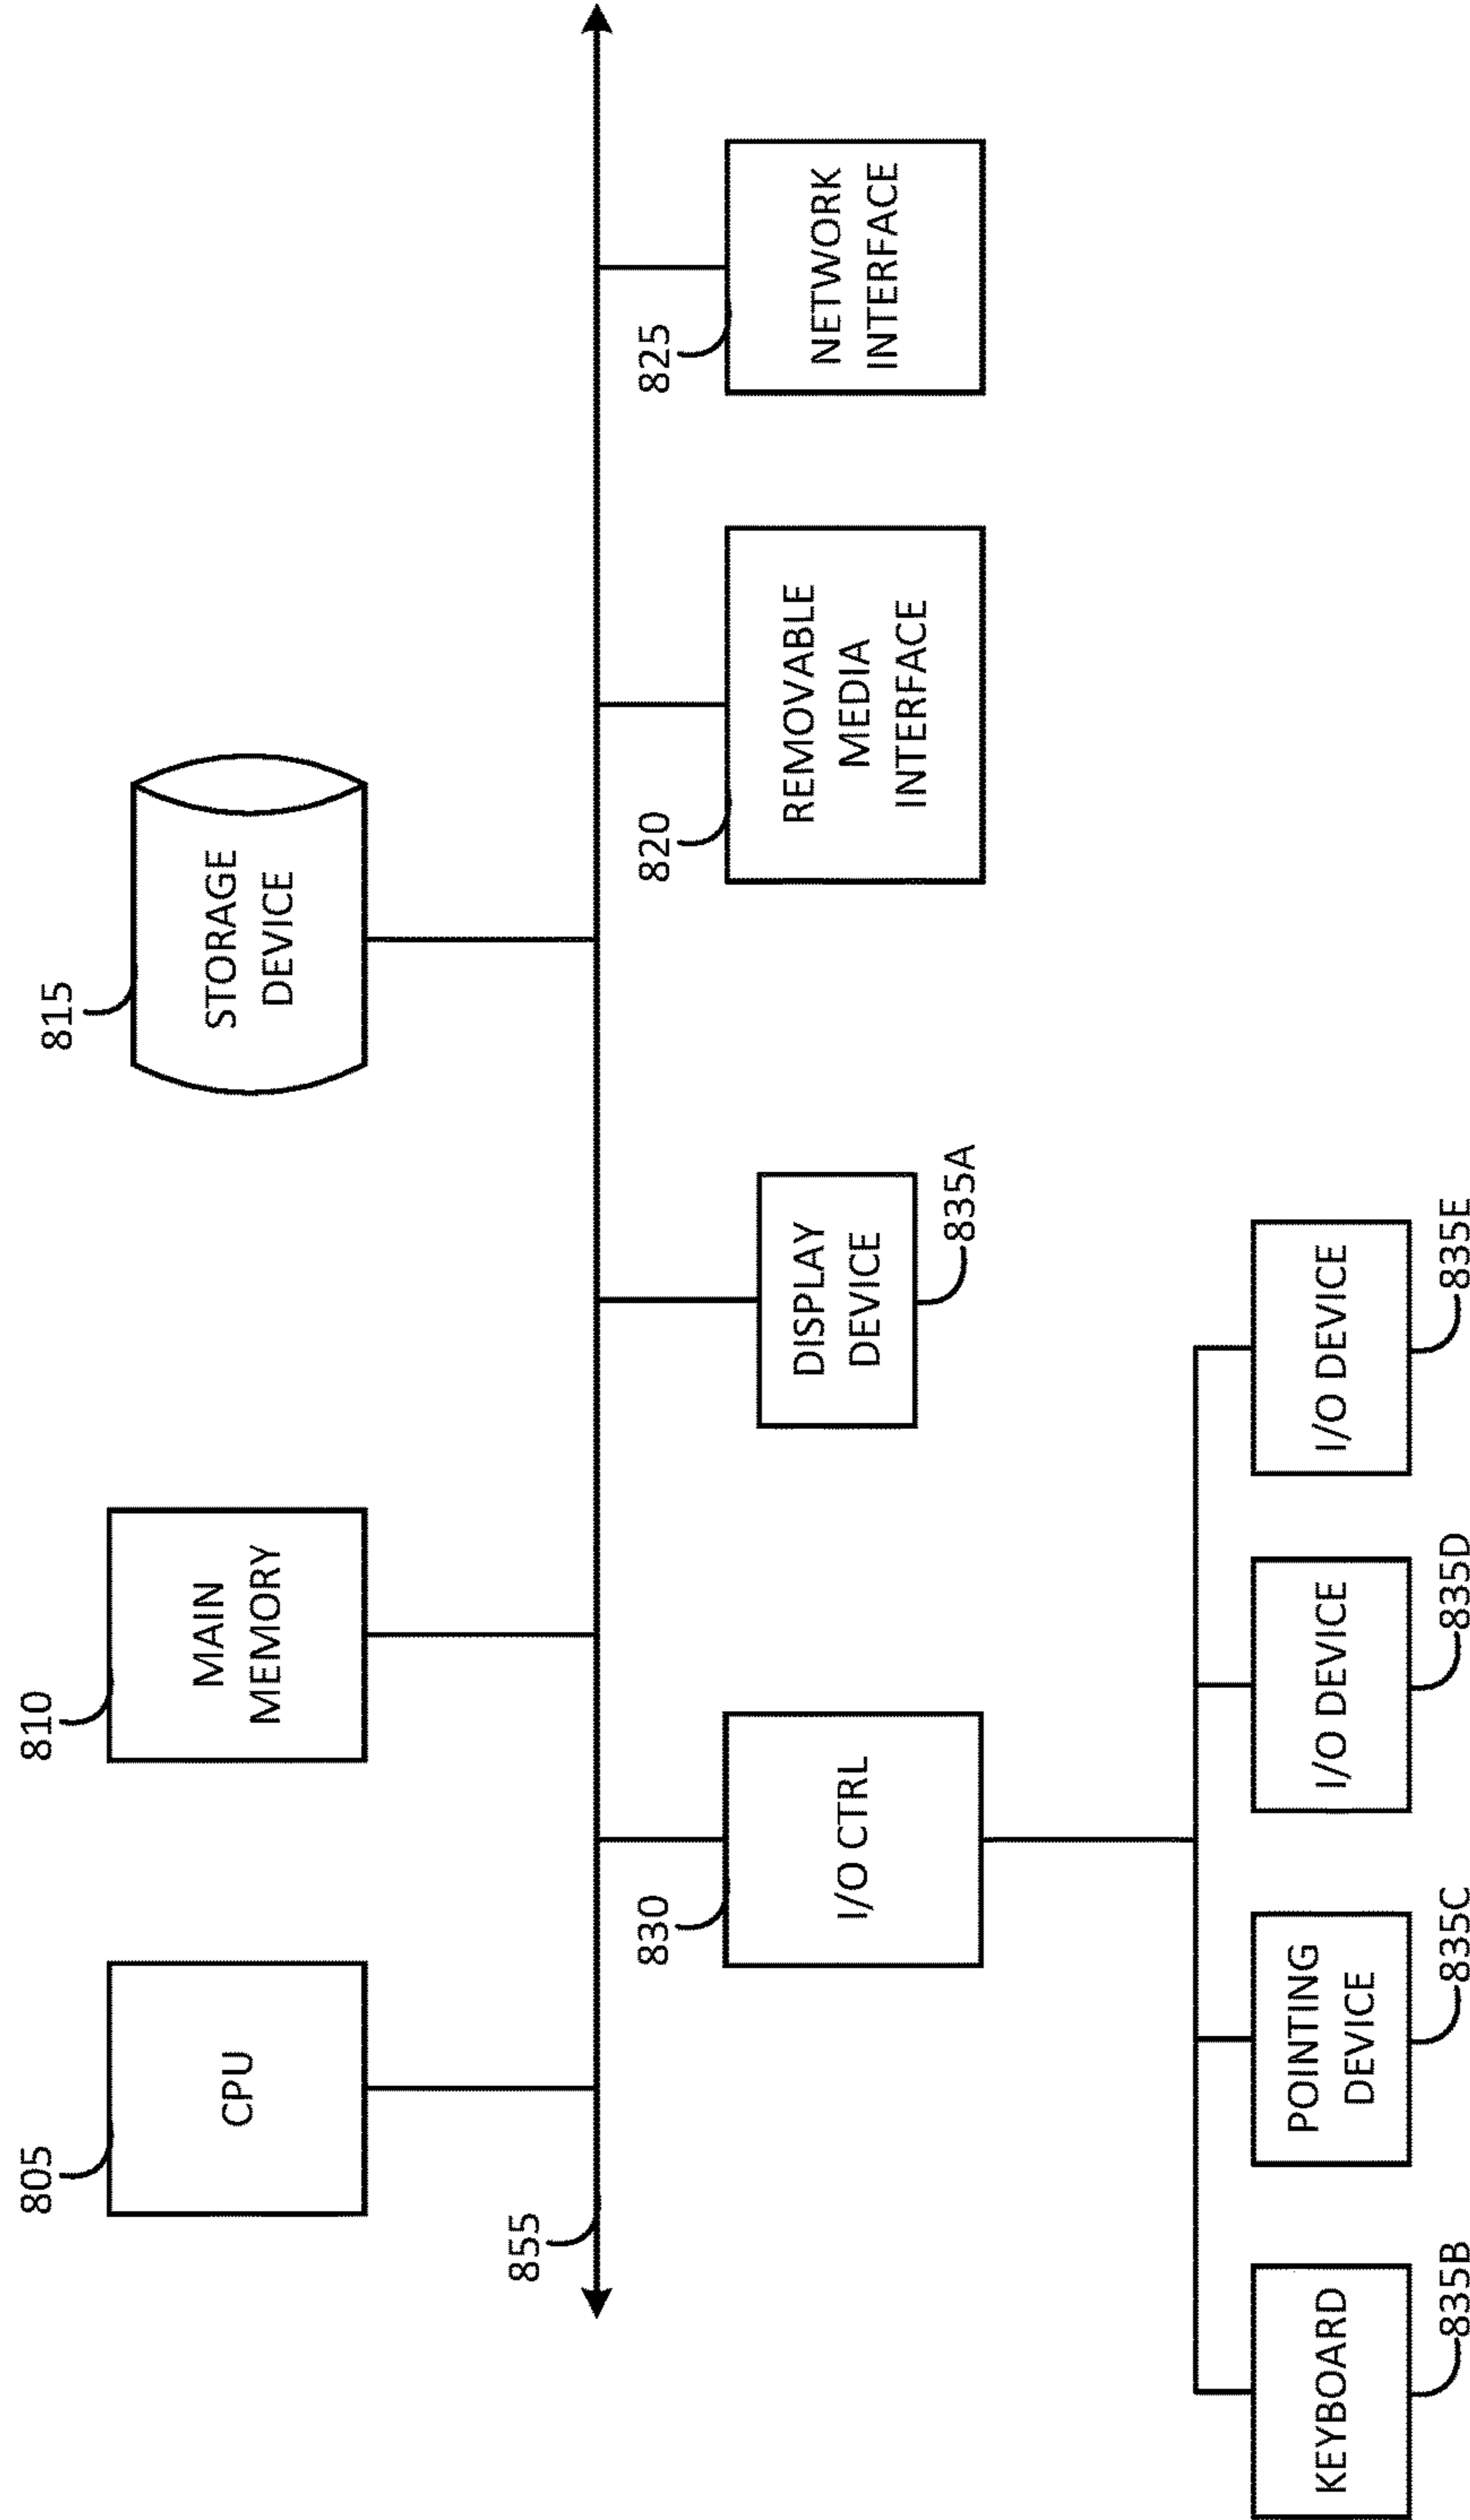 805
CPU
810
MAIN
MEMORY
815
STORAGE
DEVICE
855
830
I/O CTRL
DISPLAY
DEVICE
835A
820
REMOVABLE
MEDIA
INTERFACE
825
NETWORK
INTERFACE
KEYBOARD
835B
POINTING
DEVICE
835C
I/O DEVICE
835D
I/O DEVICE
835E